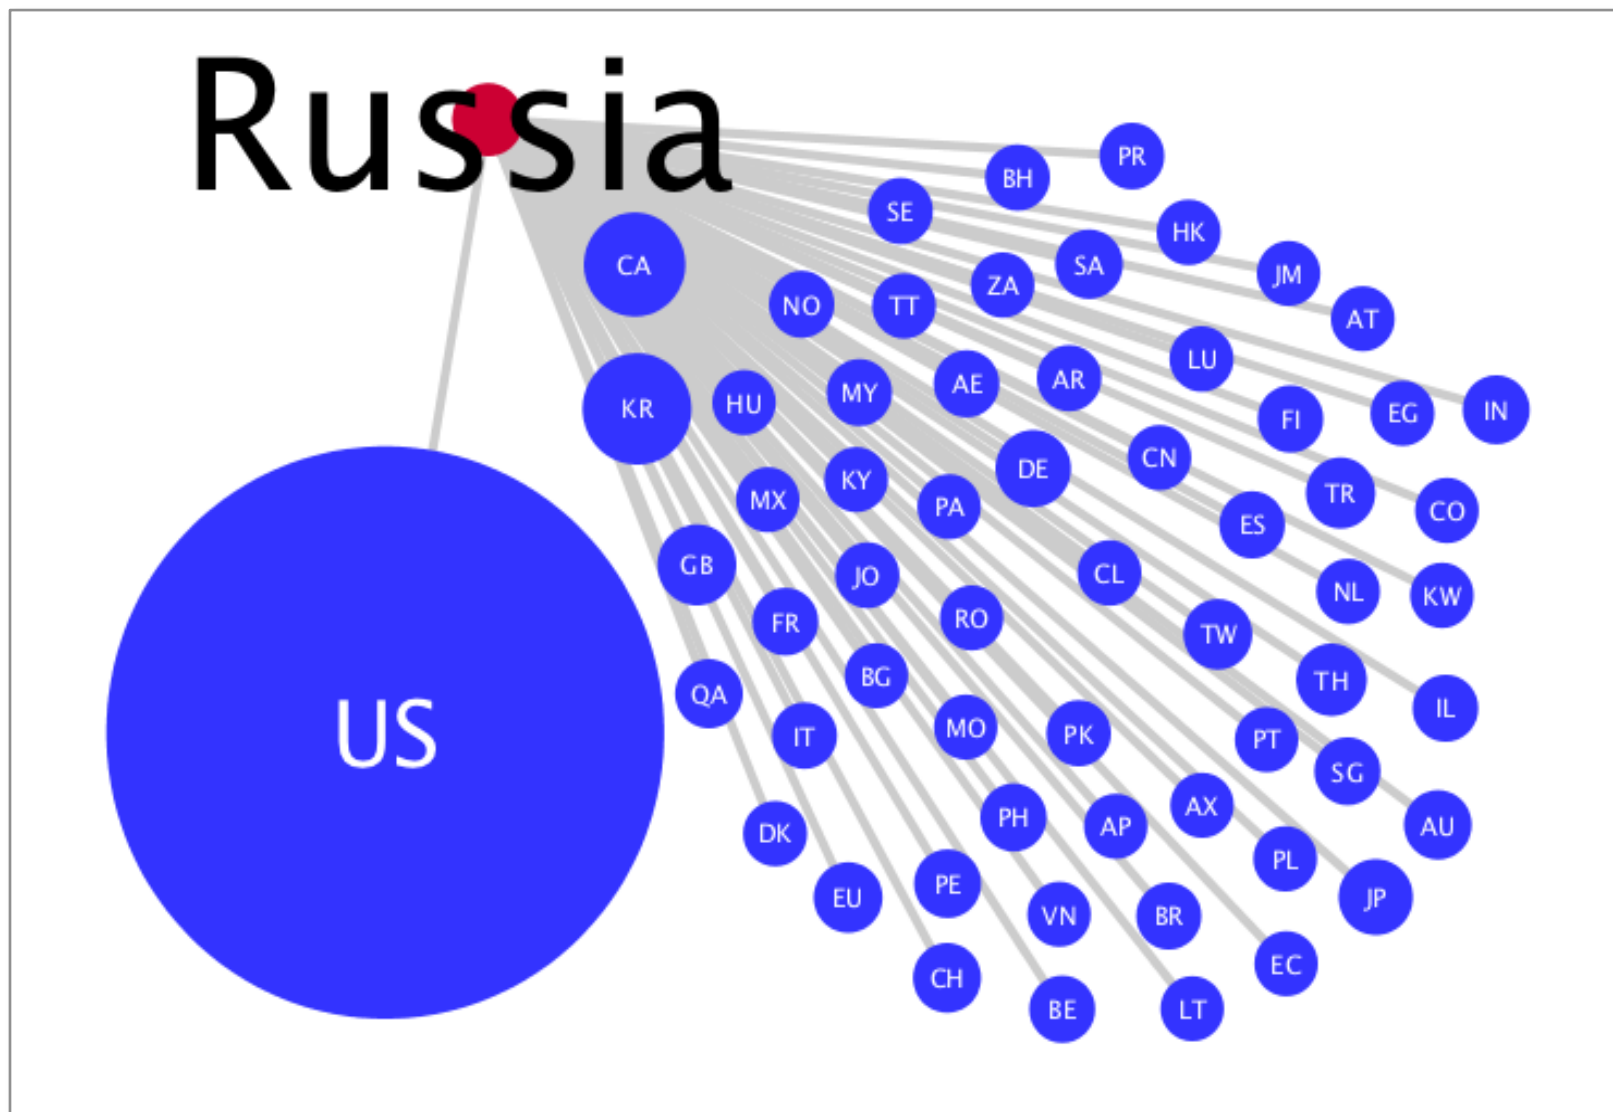 Russia
PR
BH
SE
HK
CA
SA
JM
ZA
NO
TT
AT
LU
AR
AE
MY
HU
KR
FI
EG
IN
CN
DE
KY
MX
PA
TR
CO
ES
GB
JO
CL
NL
KW
FR
RO
TW
BG
TH
QA
IL
US
IT
MO
PK
PT
SG
AX
PH
AP
AU
DK
PL
PE
EU
VN
BR
JP
CH
EC
BE
LT